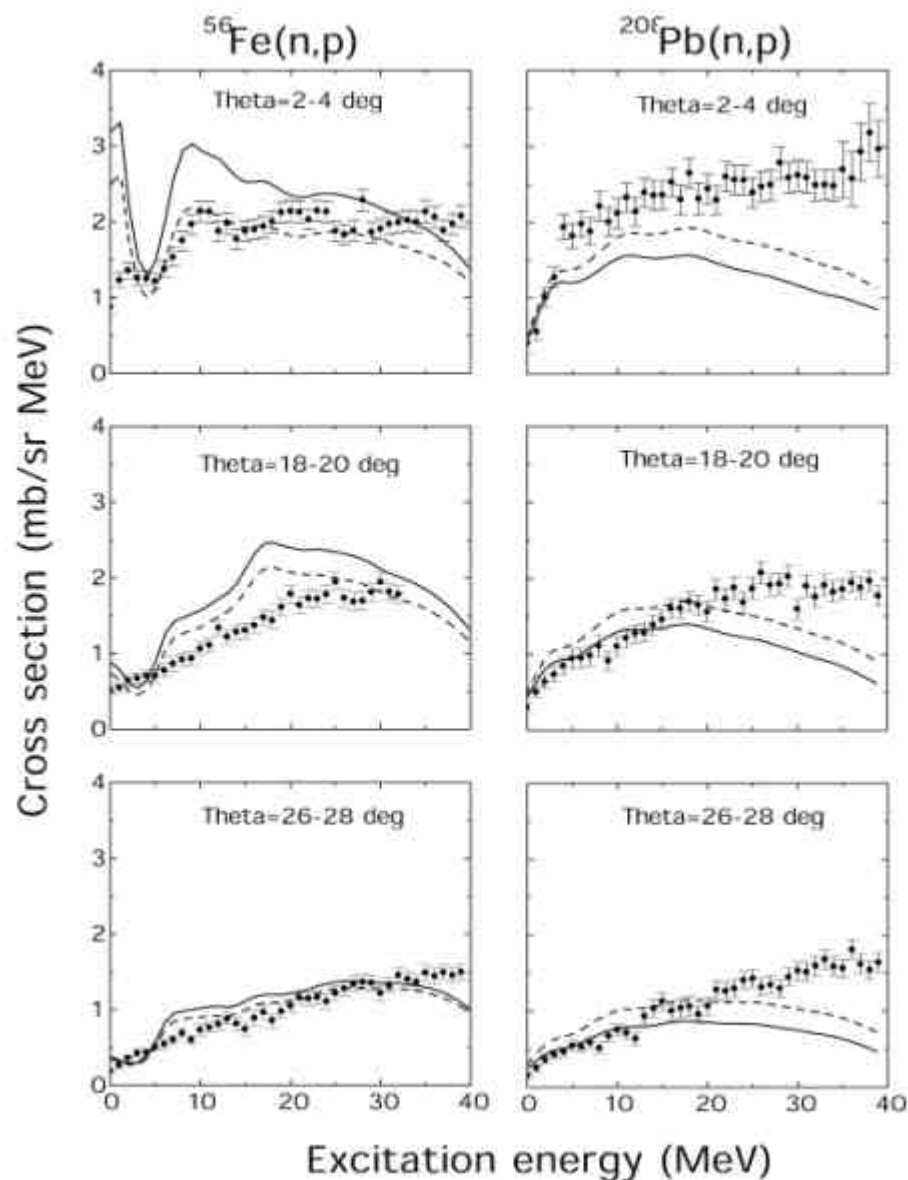 56Fe(n,p)
208Pb(n,p)
4
Theta=2-4 deg
Theta=2-4 deg
3
2
1
0
4
Theta=18-20 deg
Theta=18-20 deg
3
2
1
0
4
Theta=26-28 deg
Theta=26-28 deg
3
2
1
0
0 10 20 30 40
0 10 20 30 40
Cross section (mb/sr MeV)
Excitation energy (MeV)